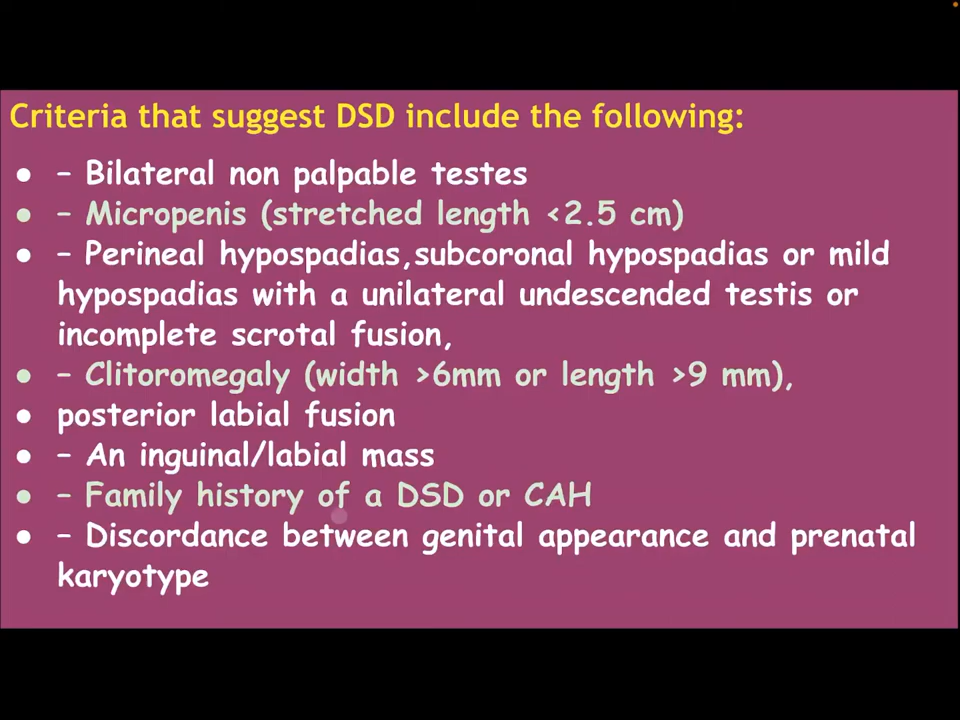 Criteria that suggest DSD include the following:
● – Bilateral non palpable testes
● – Micropenis (stretched length <2.5 cm)
● – Perineal hypospadias,subcoronal hypospadias or mild
hypospadias with a unilateral undescended testis or
incomplete scrotal fusion,
● – Clitoromegaly (width >6mm or length >9 mm),
● posterior labial fusion
● – An inguinal/labial mass
● – Family history of a DSD or CAH
● – Discordance between genital appearance and prenatal
karyotype